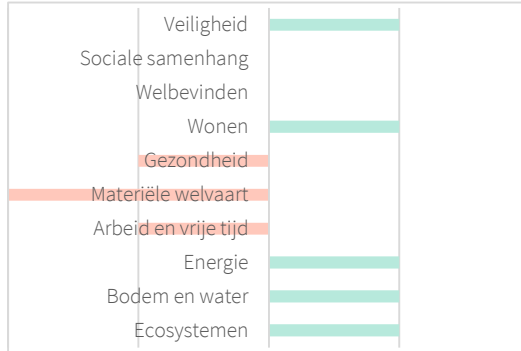 Veiligheid
Sociale samenhang
Welbevinden
Wonen
Gezondheid
Materiële welvaart
Arbeid en vrije tijd
Energie
Bodem en water
Ecosystemen